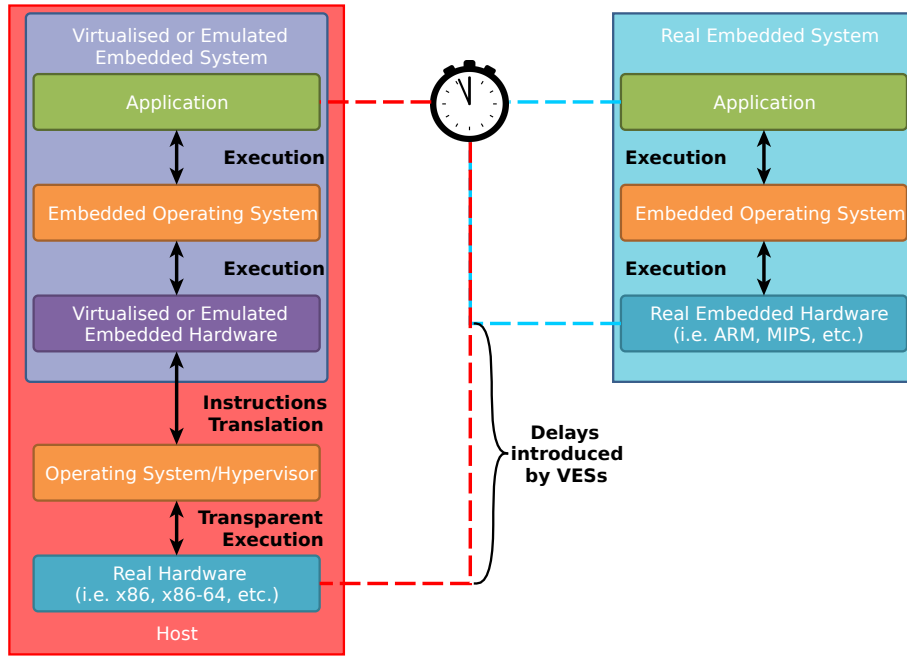 Virtualised or Emulated
Embedded System
Application
Execution
Embedded Operating System
Execution
Virtualised or Emulated
Embedded Hardware
Instructions
Translation
Operating System/Hypervisor
Transparent
Execution
Real Hardware
(i.e. x86, x86-64, etc.)
Host
Delays
introduced
by VESs
Real Embedded System
Application
Execution
Embedded Operating System
Execution
Real Embedded Hardware
(i.e. ARM, MIPS, etc.)